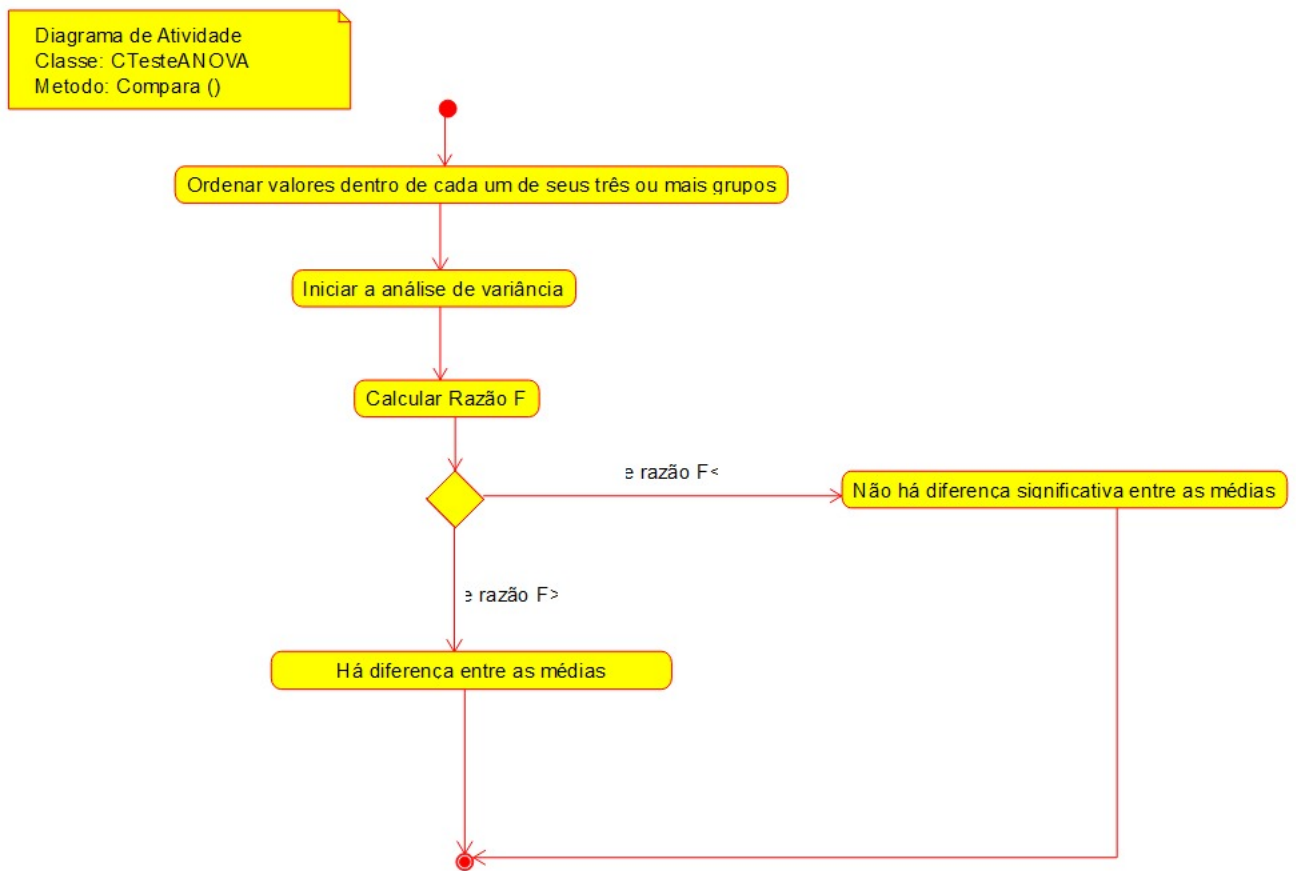 Diagrama de Atividade
Classe: CTesteANOVA
Metodo: Compara ()
Ordenar valores dentro de cada um de seus três ou mais grupos
Iniciar a análise de variância
Calcular Razão F
e razão F<
Não há diferença significativa entre as médias
e razão F>
Há diferença entre as médias